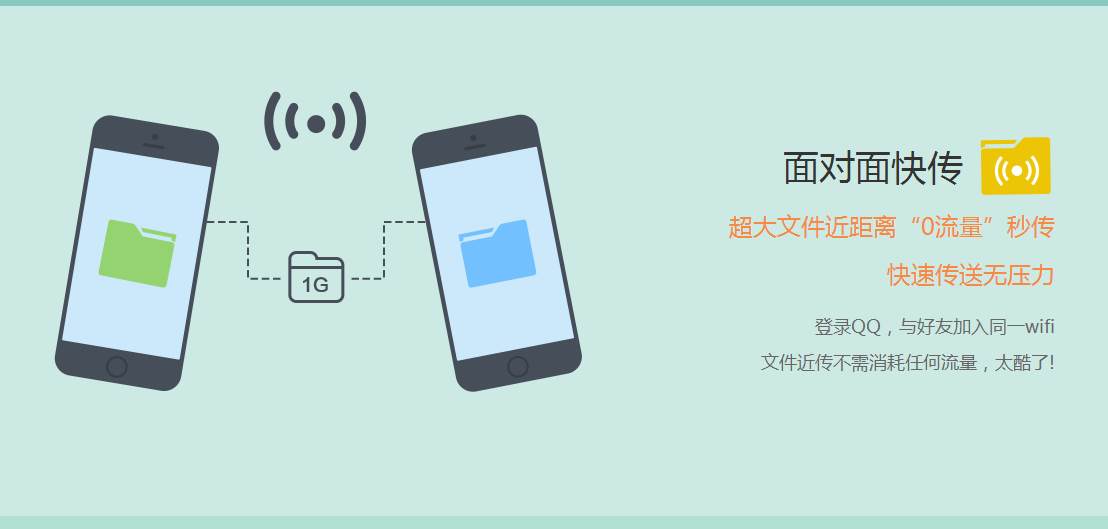 1G
面对面快传
超大文件近距离“0流量”秒传
快速传送无压力
登录QQ，与好友加入同一wifi
文件近传不需消耗任何流量，太酷了!